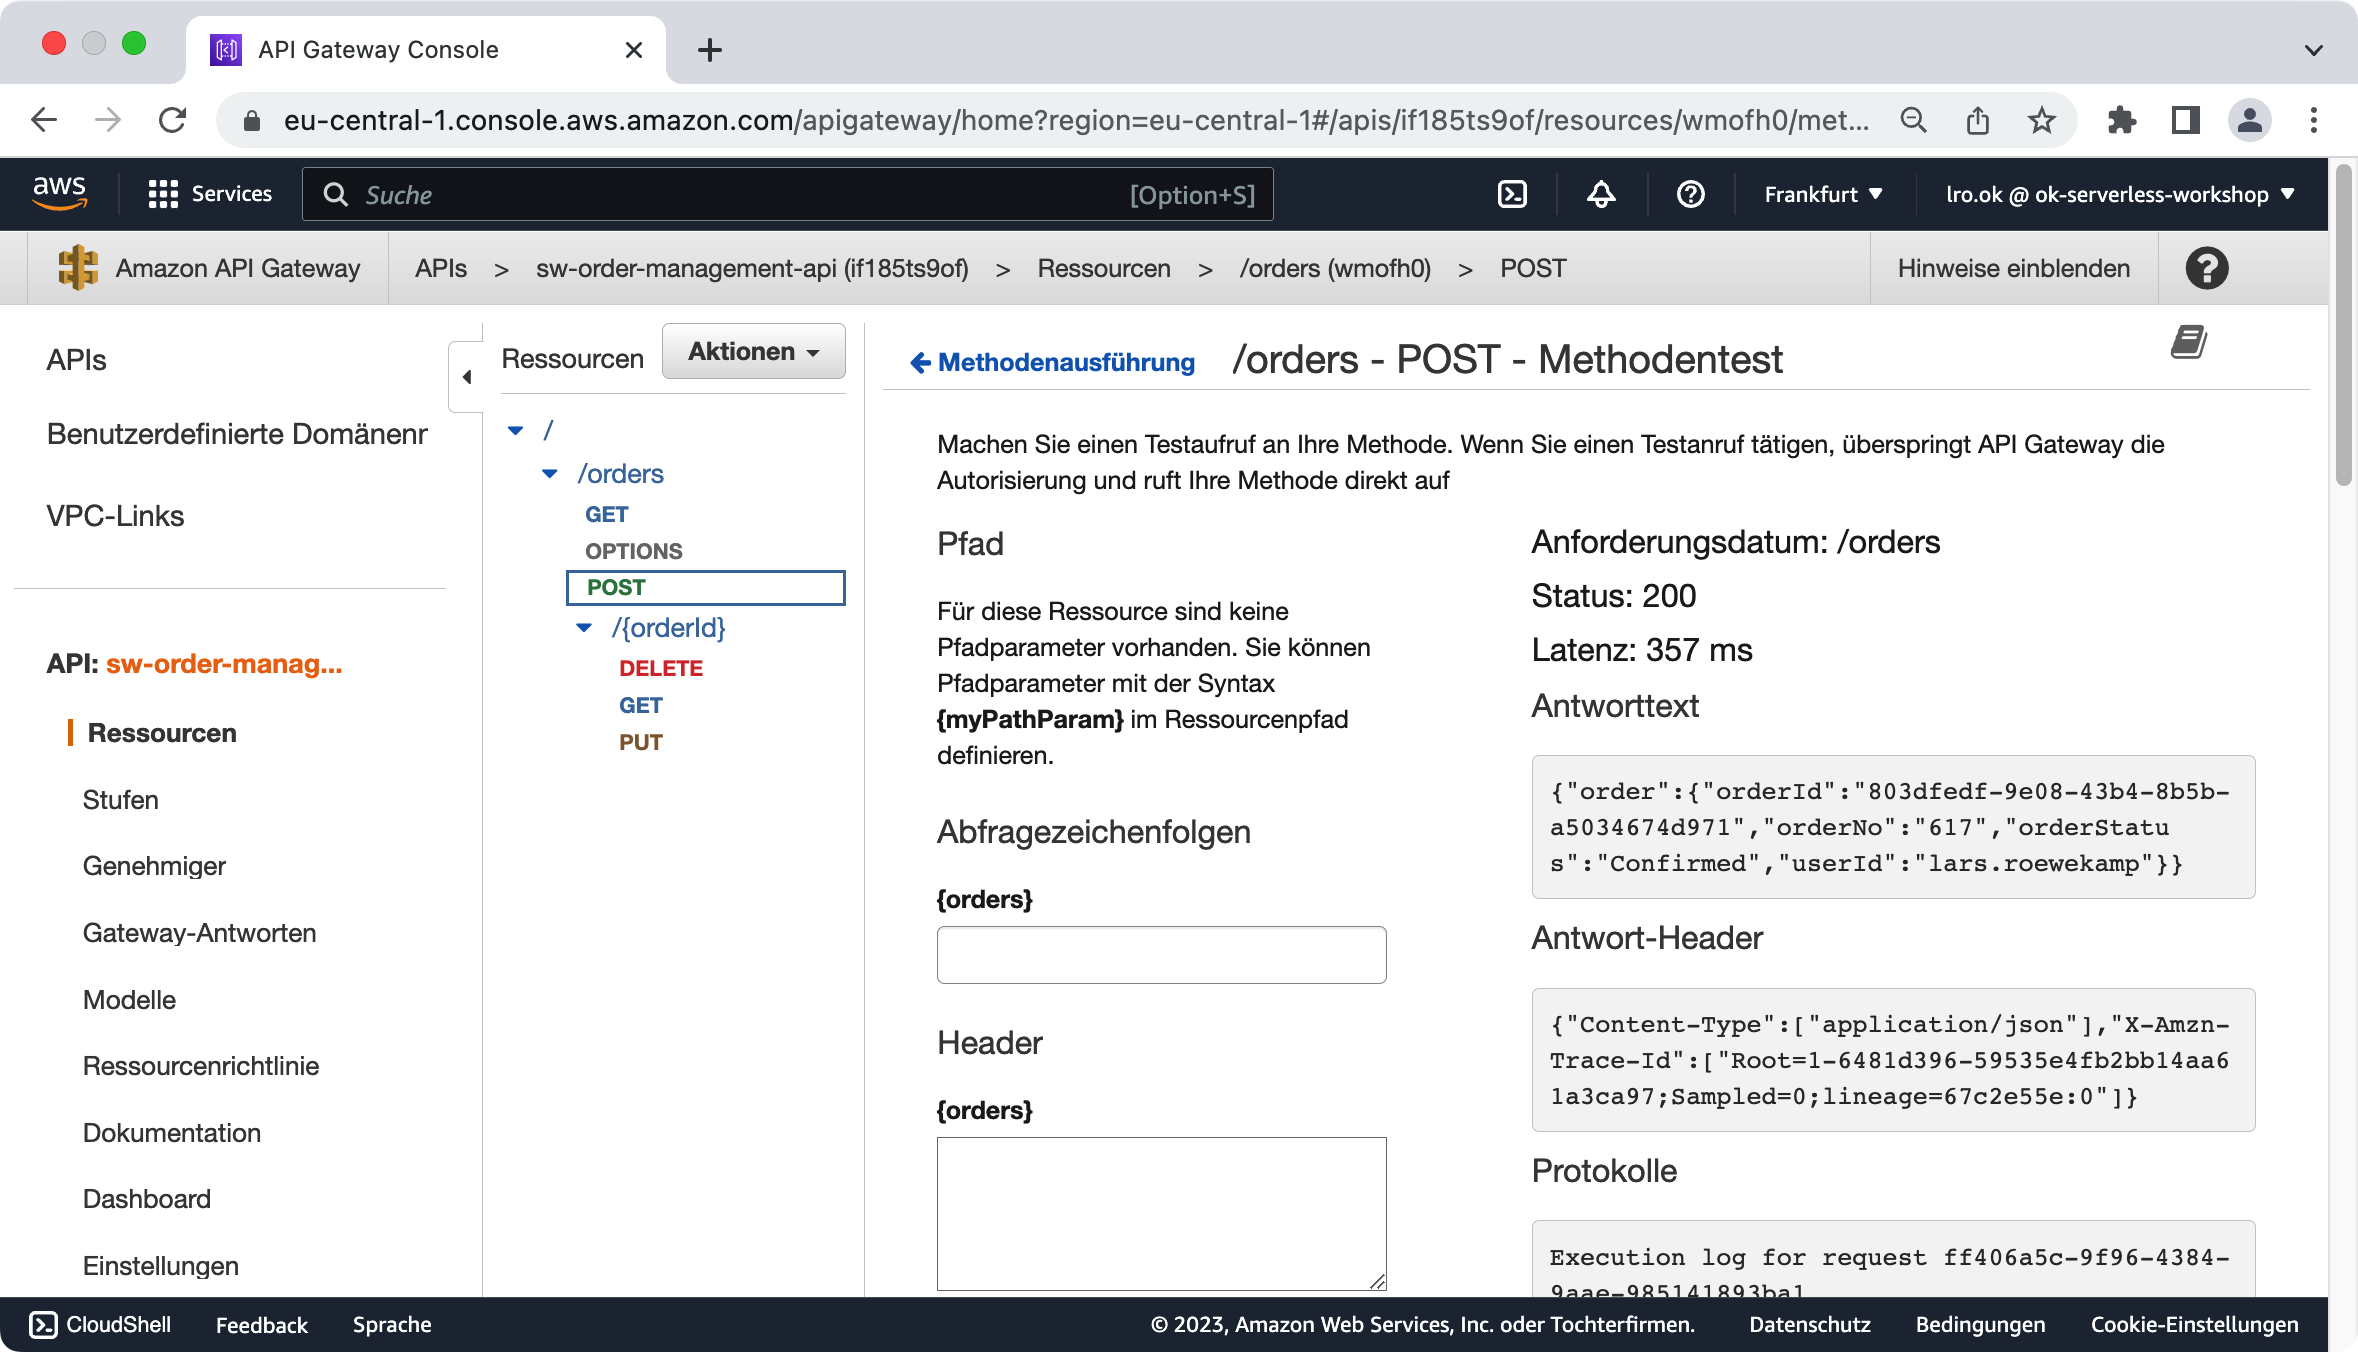 API Gateway Console
eu-central-1.console.aws.amazon.com/apigateway/home?region=eu-central-1#/apis/if185ts9of/resources/wmofh0/met...
aws
Services
Suche
[Option+S]
Frankfurt
lro.ok @ ok-serverless-workshop
Amazon API Gateway
APIs > sw-order-management-api (if185ts9of) > Ressourcen > /orders (wmofh0) > POST
Hinweise einblenden
APIs
Benutzerdefinierte Domänenr
VPC-Links
API: sw-order-manag...
Ressourcen
Stufen
Genehmiger
Gateway-Antworten
Modelle
Ressourcenrichtlinie
Dokumentation
Dashboard
Einstellungen
Ressourcen
Aktionen
/
/orders
GET
OPTIONS
POST
/{orderId}
DELETE
GET
PUT
Methodenausführung
/orders - POST - Methodentest
Machen Sie einen Testaufruf an Ihre Methode. Wenn Sie einen Testanruf tätigen, überspringt API Gateway die
Autorisierung und ruft Ihre Methode direkt auf
Pfad
Für diese Ressource sind keine
Pfadparameter vorhanden. Sie können
Pfadparameter mit der Syntax
{myPathParam} im Ressourcenpfad
definieren.
Abfragezeichenfolgen
{orders}
Header
{orders}
Anforderungsdatum: /orders
Status: 200
Latenz: 357 ms
Antworttext
{"order":{"orderId":"803dfedf-9e08-43b4-8b5b-
a5034674d971","orderNo":"617","orderStatu
s":"Confirmed","userId":"lars.roewekamp"}}
Antwort-Header
{"Content-Type":["application/json"],"X-Amzn-
Trace-Id":["Root=1-6481d396-59535e4fb2bb14aa6
1a3ca97;Sampled=0;lineage=67c2e55e:0"]}
Protokolle
Execution log for request ff406a5c-9f96-4384-
9aae-985141893ba1
CloudShell
Feedback
Sprache
© 2023, Amazon Web Services, Inc. oder Tochterfirmen.
Datenschutz
Bedingungen
Cookie-Einstellungen